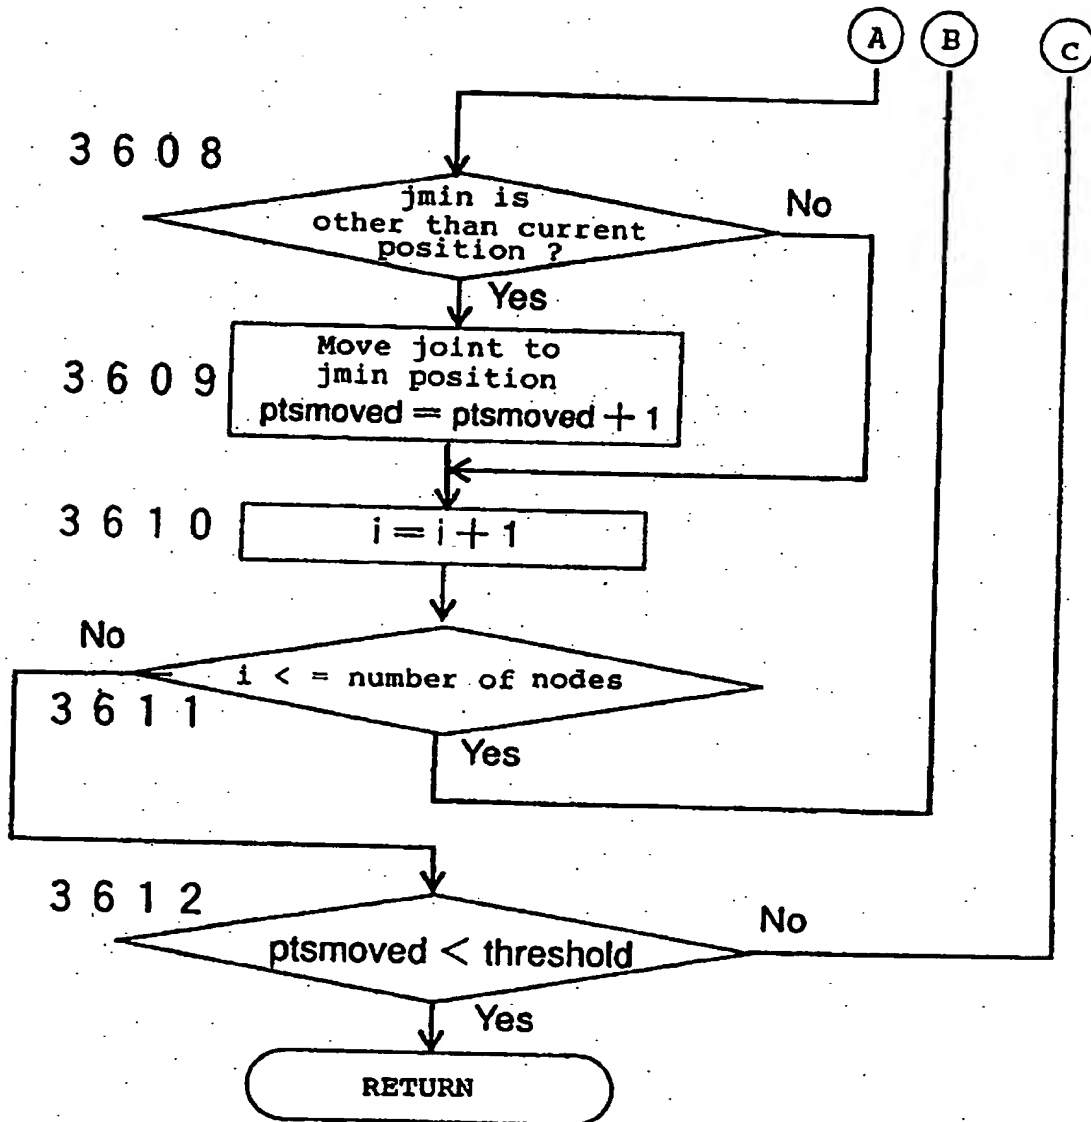 A B C
3608
jmin is
other than current
position ?
No
Yes
3609
Move joint to
jmin position
ptsmoved = ptsmoved + 1
3610
i = i + 1
No
i < = number of nodes
3611
Yes
3612
No
ptsmoved < threshold
Yes
RETURN